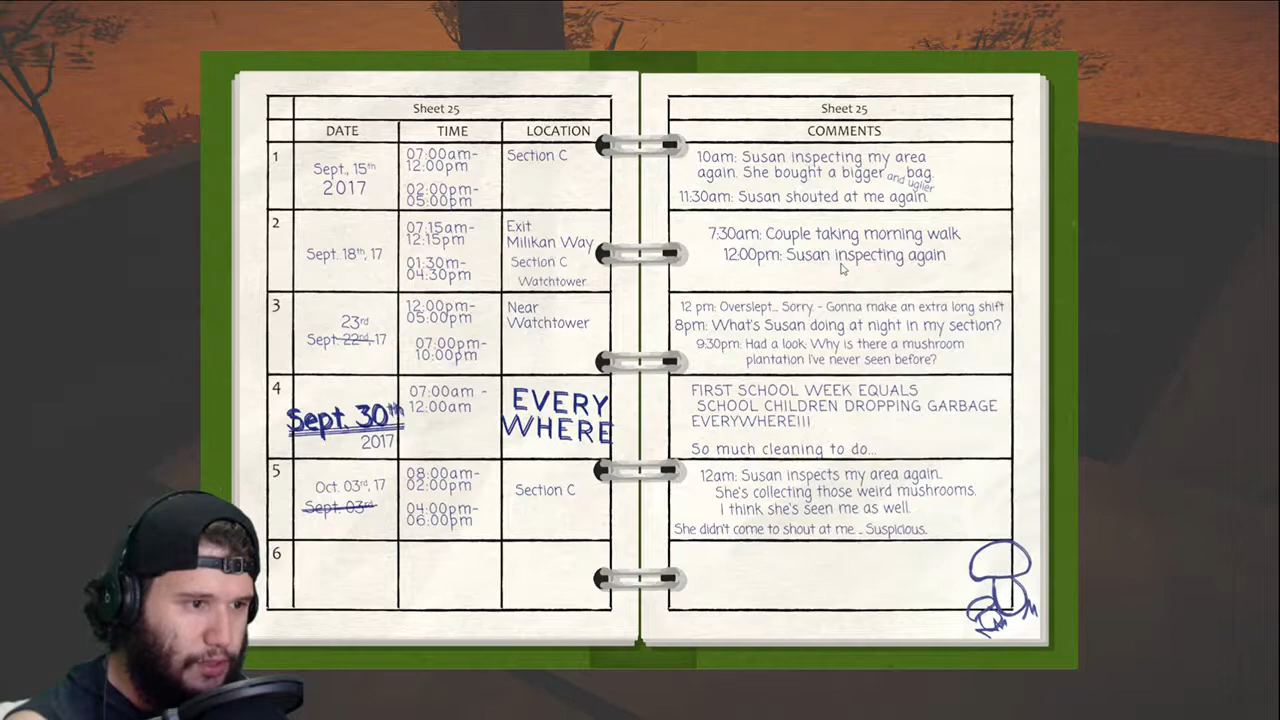 Sheet 25
DATE TIME LOCATION
1
Sept., 15th
2017
07:00am-
12:00pm
02:00pm-
05:00pm
Section C
2
Sept. 18th, 17
07:15am-
12:15pm
01:30pm-
04:30pm
Exit
Milikan Way
Section C
Watchtower
3
23rd
Sept. 22nd, 17
12:00pm-
05:00pm
07:00pm-
10:00pm
Near
Watchtower
4
Sept. 30th
2017
07:00am -
12:00am
EVERY
WHERE
5
Oct. 03rd, 17
Sept. 03rd
08:00am-
02:00pm
04:00pm-
06:00pm
Section C
6
Sheet 25
COMMENTS
10am: Susan inspecting my area
again. She bought a bigger and uglier bag.
11:30am: Susan shouted at me again.
7:30am: Couple taking morning walk
12:00pm: Susan inspecting again
12 pm: Overslept... Sorry. - Gonna make an extra long shift
8pm: What's Susan doing at night in my section?
9:30pm: Had a look: Why is there a mushroom
plantation I've never seen before?
FIRST SCHOOL WEEK EQUALS
SCHOOL CHILDREN DROPPING GARBAGE
EVERYWHERE!!!
So much cleaning to do...
12am: Susan inspects my area again.
She's collecting those weird mushrooms.
I think she's seen me as well.
She didn't come to shout at me... Suspicious.